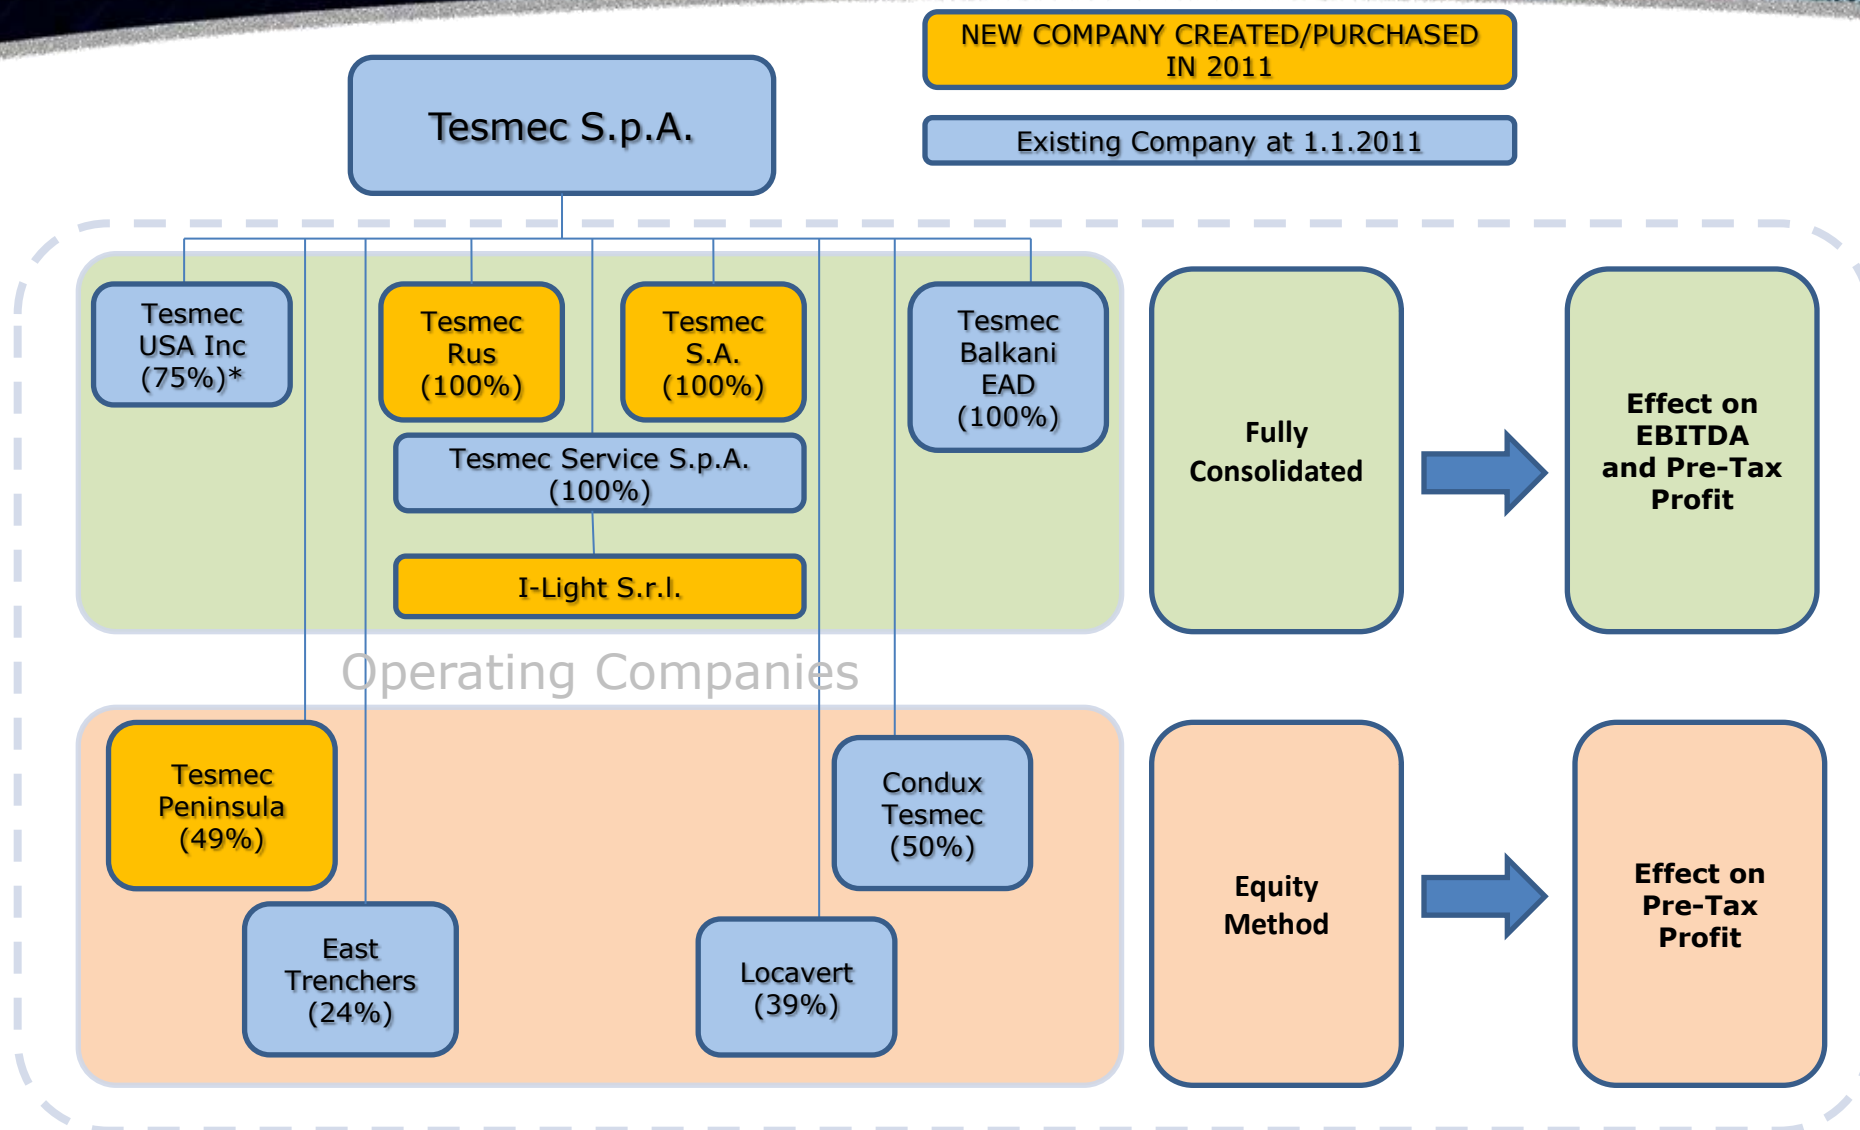 NEW COMPANY CREATED/PURCHASED
IN 2011
Tesmec S.p.A.
Existing Company at 1.1.2011
Tesmec
USA Inc
(75%)*
Tesmec
Rus
(100%)
Tesmec
S.A.
(100%)
Tesmec
Balkani
EAD
(100%)
Tesmec Service S.p.A.
(100%)
I-Light S.r.l.
Fully
Consolidated
Effect on
EBITDA
and Pre-Tax
Profit
Operating Companies
Tesmec
Peninsula
(49%)
Condux
Tesmec
(50%)
East
Trenchers
(24%)
Locavert
(39%)
Equity
Method
Effect on
Pre-Tax
Profit